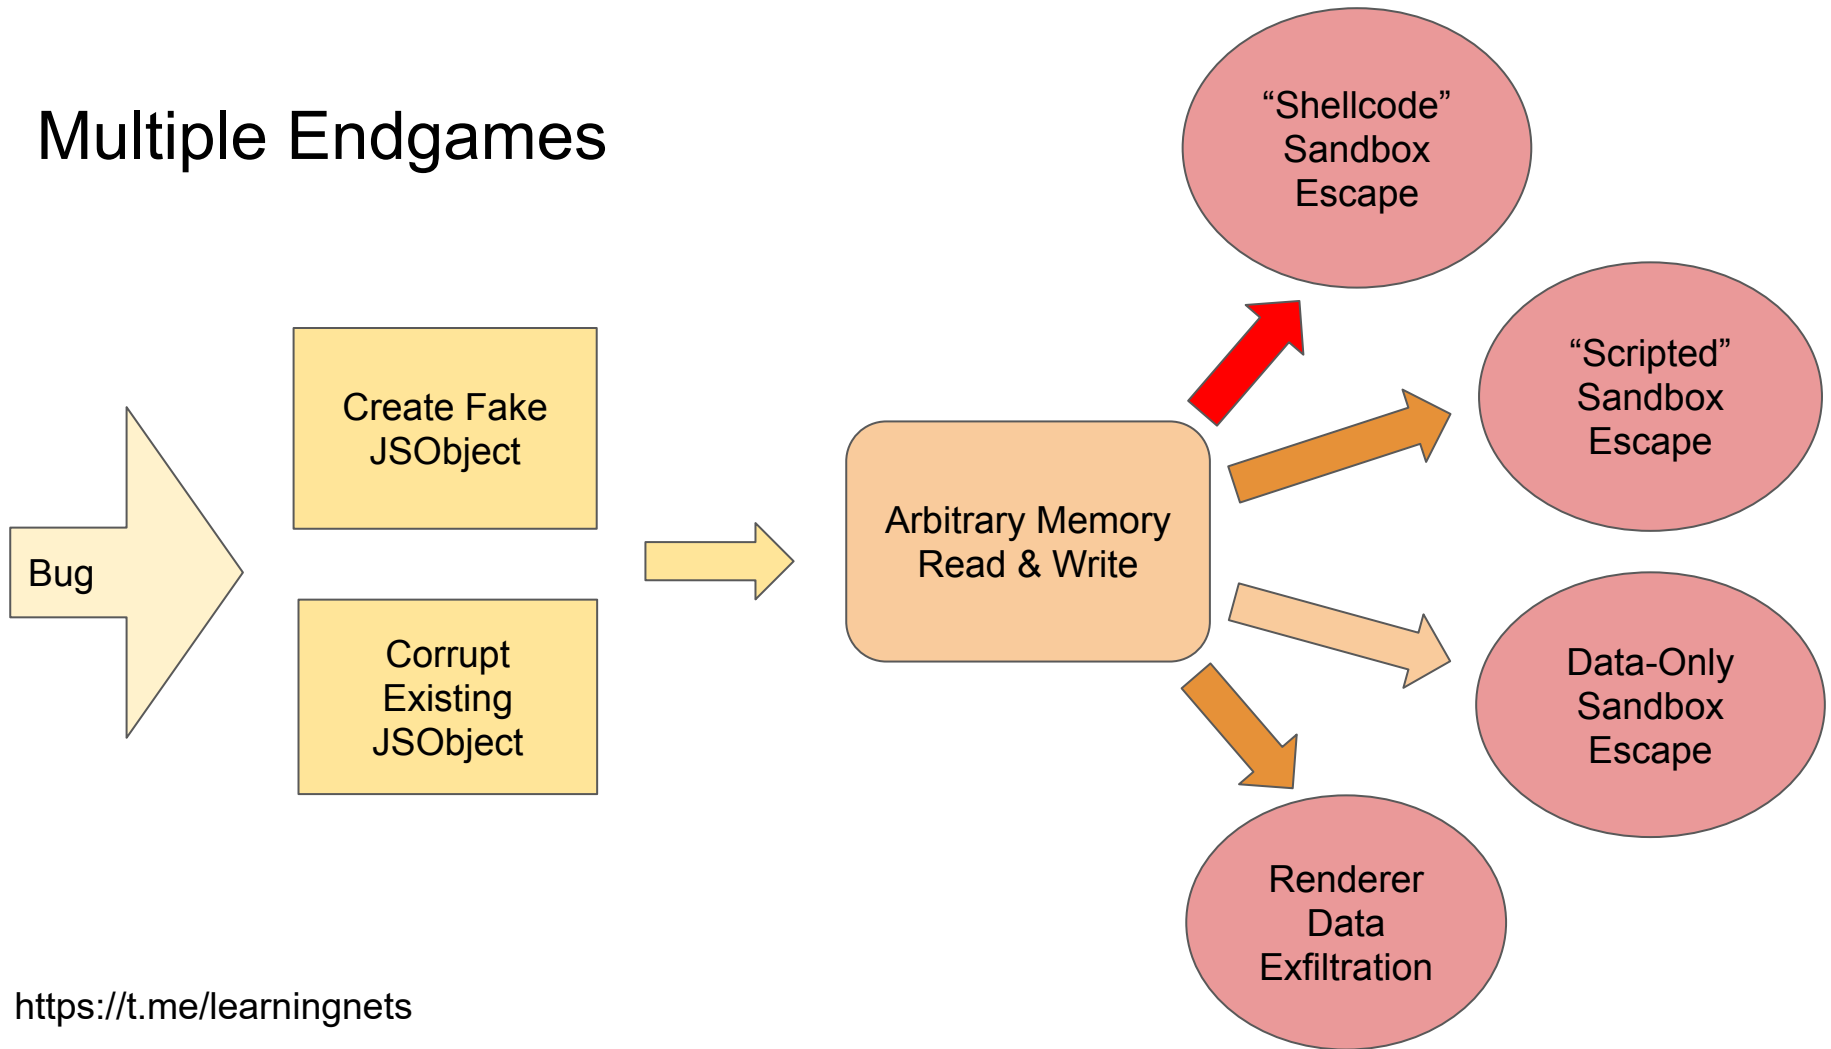 Multiple Endgames
Bug
Create Fake
JSObject
Corrupt
Existing
JSObject
Arbitrary Memory
Read & Write
“Shellcode”
Sandbox
Escape
“Scripted”
Sandbox
Escape
Data-Only
Sandbox
Escape
Renderer
Data
Exfiltration
https://t.me/learningnets